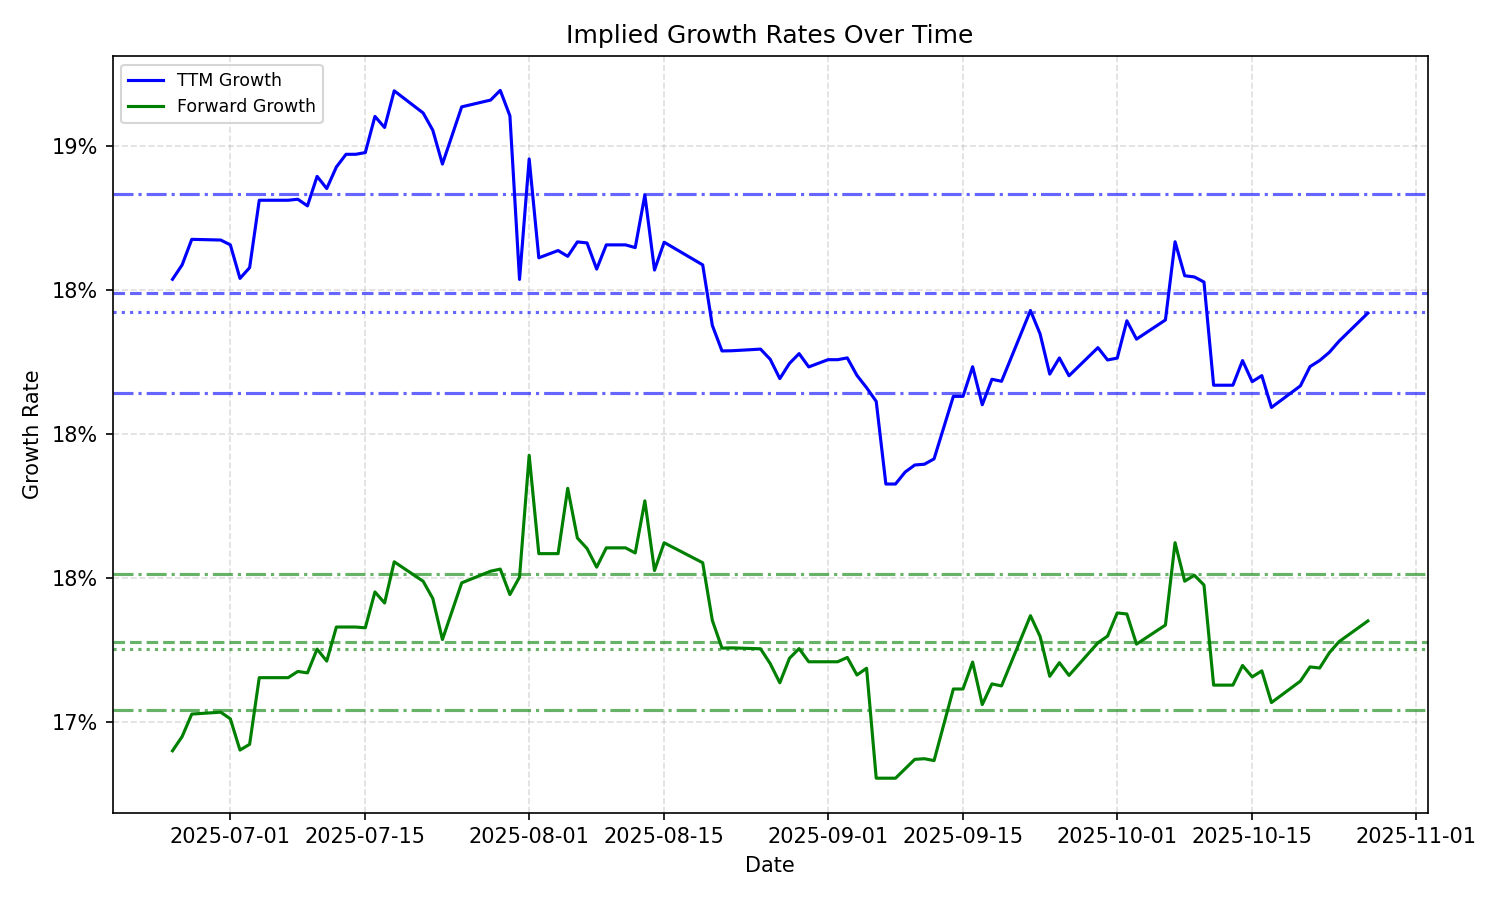 Implied Growth Rates Over Time
TTM Growth
Forward Growth
19%
18%
18%
18%
17%
Growth Rate
2025-07-01 2025-07-15 2025-08-01 2025-08-15 2025-09-01 2025-09-15 2025-10-01 2025-10-15 2025-11-01
Date